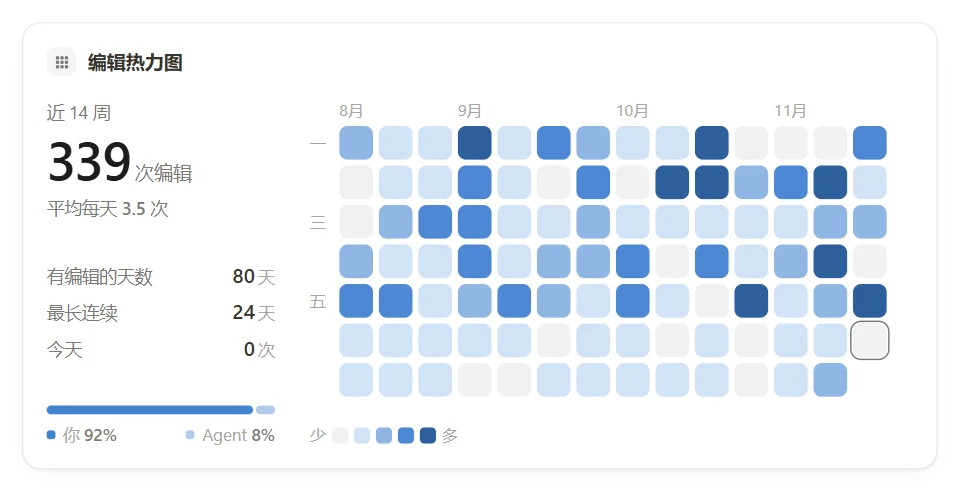 编辑热力图
近 14 周
339次编辑
平均每天 3.5 次
有编辑的天数 80天
最长连续 24天
今天 0次
你 92% Agent 8%
8月 9月 10月 11月
一
三
五
少 多